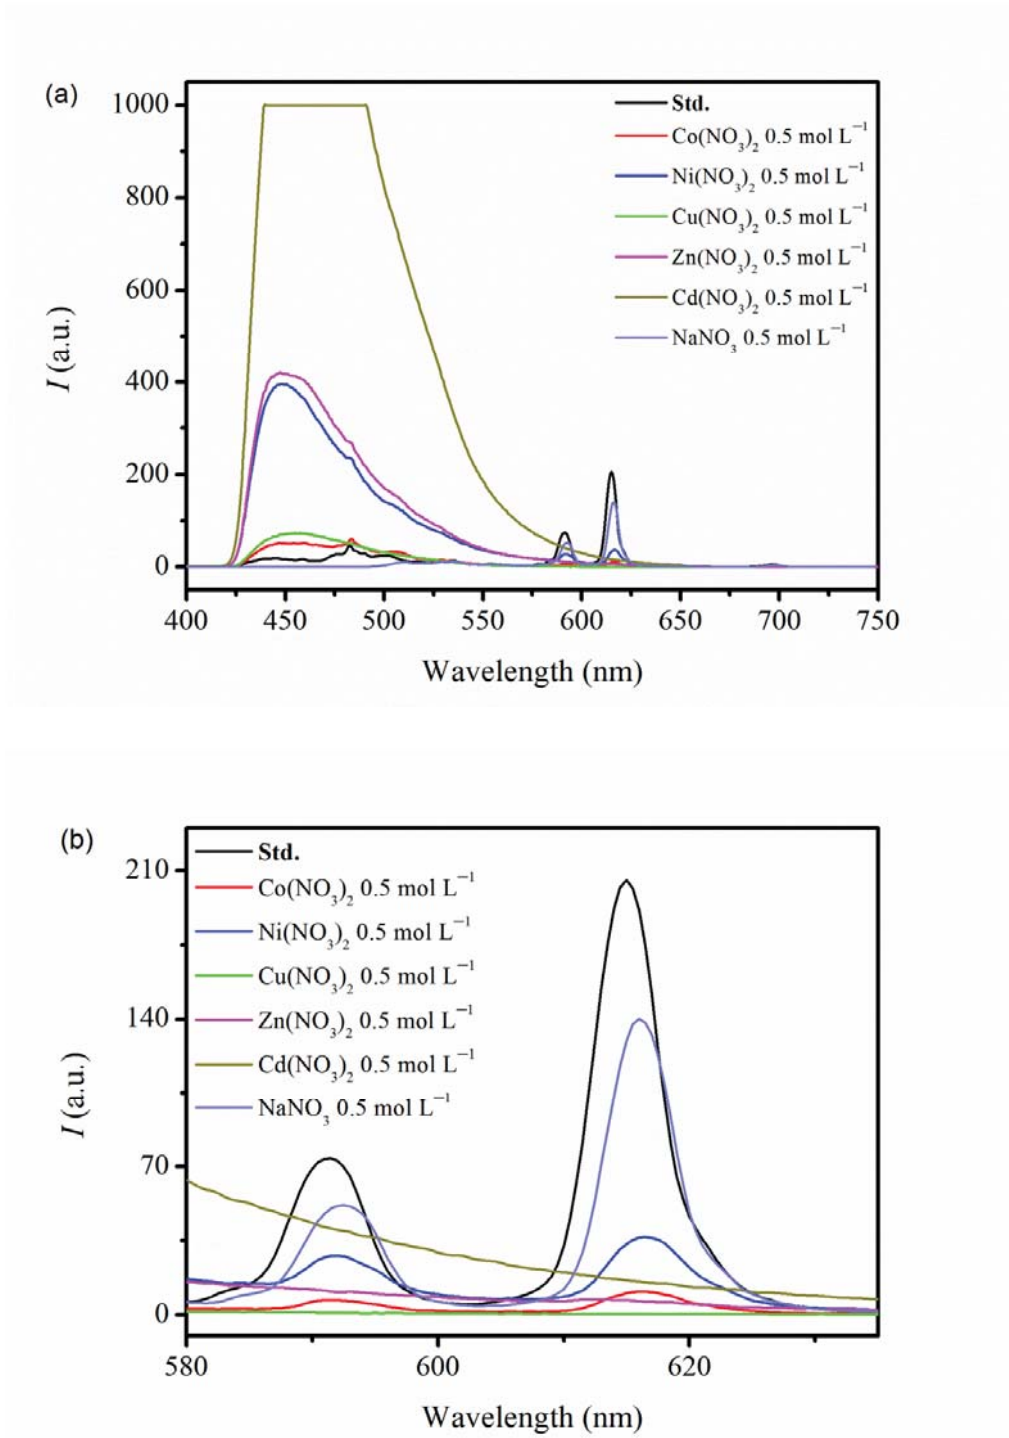 (a)
1000
800
600
400
200
0
I (a.u.)
Std.
Co(NO₃)₂ 0.5 mol L⁻¹
Ni(NO₃)₂ 0.5 mol L⁻¹
Cu(NO₃)₂ 0.5 mol L⁻¹
Zn(NO₃)₂ 0.5 mol L⁻¹
Cd(NO₃)₂ 0.5 mol L⁻¹
NaNO₃ 0.5 mol L⁻¹
400 450 500 550 600 650 700 750
Wavelength (nm)
(b)
210
140
70
0
I (a.u.)
Std.
Co(NO₃)₂ 0.5 mol L⁻¹
Ni(NO₃)₂ 0.5 mol L⁻¹
Cu(NO₃)₂ 0.5 mol L⁻¹
Zn(NO₃)₂ 0.5 mol L⁻¹
Cd(NO₃)₂ 0.5 mol L⁻¹
NaNO₃ 0.5 mol L⁻¹
580 600 620
Wavelength (nm)